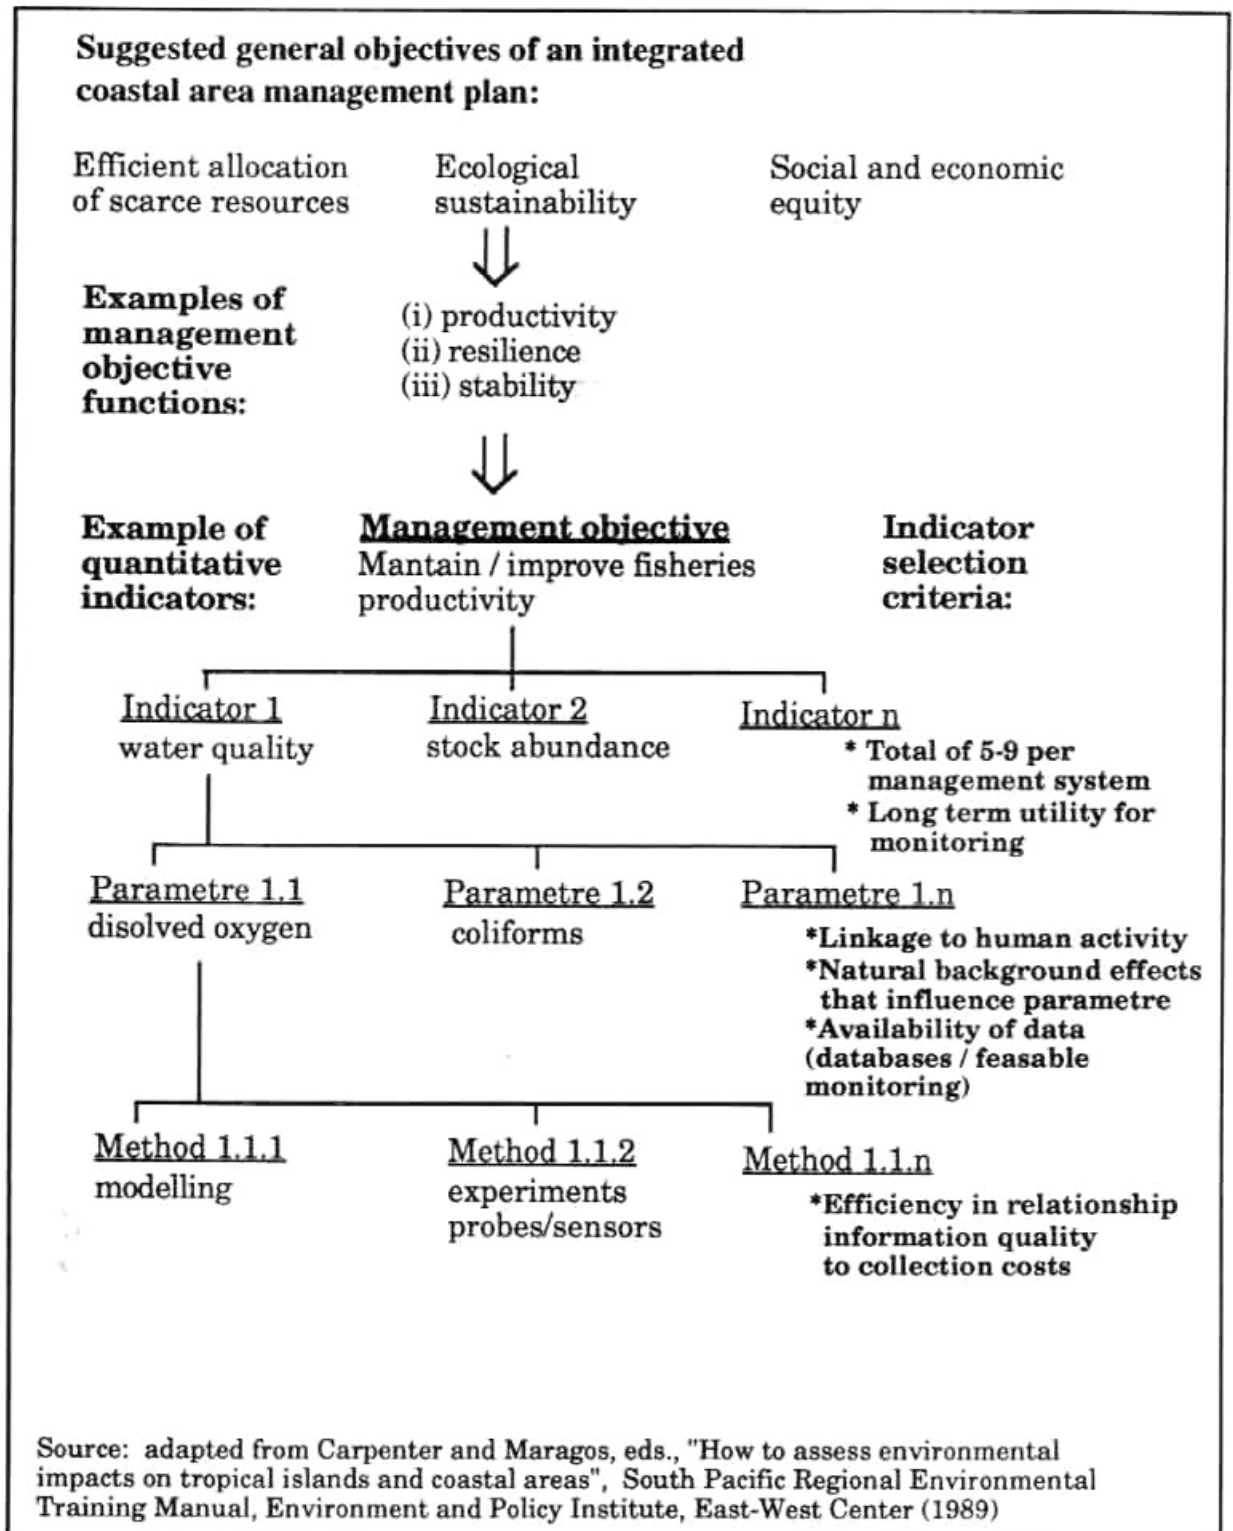 Suggested general objectives of an integrated
coastal area management plan:
Efficient allocation
of scarce resources
Ecological
sustainability
Social and economic
equity
Examples of
management
objective
functions:
(i) productivity
(ii) resilience
(iii) stability
Example of
quantitative
indicators:
Management objective
Mantain / improve fisheries
productivity
Indicator
selection
criteria:
Indicator 1
water quality
Indicator 2
stock abundance
Indicator n
* Total of 5-9 per
management system
* Long term utility for
monitoring
Parametre 1.1
disolved oxygen
Parametre 1.2
coliforms
Parametre 1.n
*Linkage to human activity
*Natural background effects
that influence parametre
*Availability of data
(databases / feasable
monitoring)
Method 1.1.1
modelling
Method 1.1.2
experiments
probes/sensors
Method 1.1.n
*Efficiency in relationship
information quality
to collection costs
Source: adapted from Carpenter and Maragos, eds., "How to assess environmental
impacts on tropical islands and coastal areas", South Pacific Regional Environmental
Training Manual, Environment and Policy Institute, East-West Center (1989)